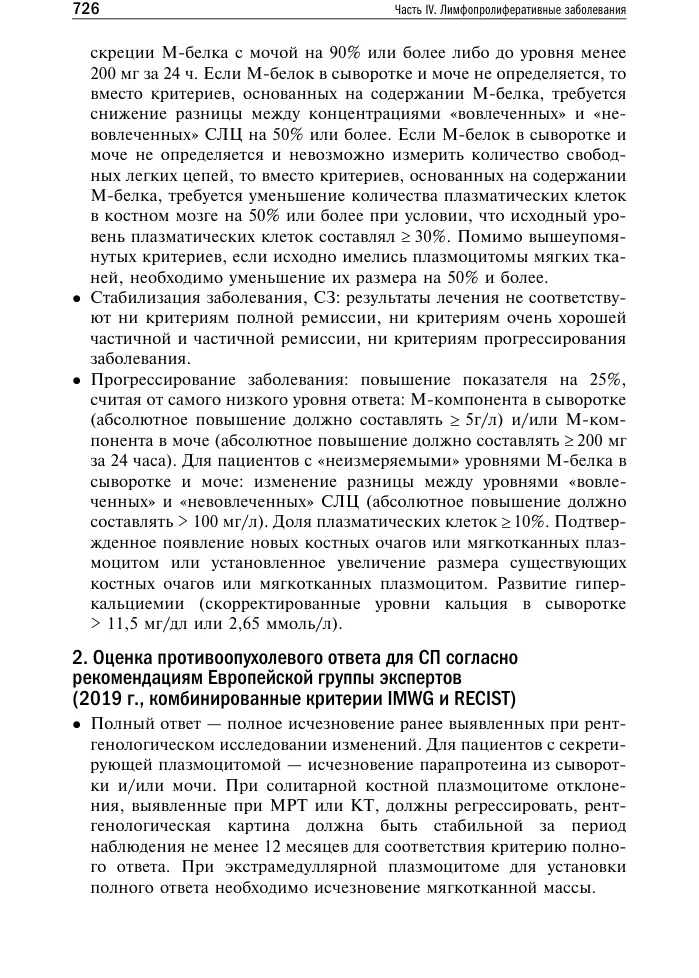 726
Часть IV. Лимфопролиферативные заболевания
скреции М-белка с мочой на 90% или более либо до уровня менее
200 мг за 24 ч. Если М-белок в сыворотке и моче не определяется, то
вместо критериев, основанных на содержании М-белка, требуется
снижение разницы между концентрациями «вовлеченных» и «не-
вовлеченных» СЛЦ на 50% или более. Если М-белок в сыворотке и
моче не определяется и невозможно измерить количество свобод-
ных легких цепей, то вместо критериев, основанных на содержании
М-белка, требуется уменьшение количества плазматических клеток
в костном мозге на 50% или более при условии, что исходный уро-
вень плазматических клеток составлял ≥ 30%. Помимо вышеупомя-
нутых критериев, если исходно имелись плазмоцитомы мягких тка-
ней, необходимо уменьшение их размера на 50% и более.
● Стабилизация заболевания, СЗ: результаты лечения не соответству-
ют ни критериям полной ремиссии, ни критериям очень хорошей
частичной и частичной ремиссии, ни критериям прогрессирования
заболевания.
● Прогрессирование заболевания: повышение показателя на 25%,
считая от самого низкого уровня ответа: М-компонента в сыворотке
(абсолютное повышение должно составлять ≥ 5г/л) и/или М-ком-
понента в моче (абсолютное повышение должно составлять ≥ 200 мг
за 24 часа). Для пациентов с «неизмеряемыми» уровнями М-белка в
сыворотке и моче: изменение разницы между уровнями «вовле-
ченных» и «невовлеченных» СЛЦ (абсолютное повышение должно
составлять > 100 мг/л). Доля плазматических клеток ≥ 10%. Подтвер-
жденное появление новых костных очагов или мягкотканных плаз-
моцитом или установленное увеличение размера существующих
костных очагов или мягкотканных плазмоцитом. Развитие гипер-
кальциемии (скорректированные уровни кальция в сыворотке
> 11,5 мг/дл или 2,65 ммоль/л).
2. Оценка противоопухолевого ответа для СП согласно
рекомендациям Европейской группы экспертов
(2019 г., комбинированные критерии IMWG и RECIST)
● Полный ответ — полное исчезновение ранее выявленных при рент-
генологическом исследовании изменений. Для пациентов с секрети-
рующей плазмоцитомой — исчезновение парапротеина из сыворот-
ки и/или мочи. При солитарной костной плазмоцитоме отклоне-
ния, выявленные при МРТ или КТ, должны регрессировать, рент-
генологическая картина должна быть стабильной за период
наблюдения не менее 12 месяцев для соответствия критерию полно-
го ответа. При экстрамедуллярной плазмоцитоме для установки
полного ответа необходимо исчезновение мягкотканной массы.